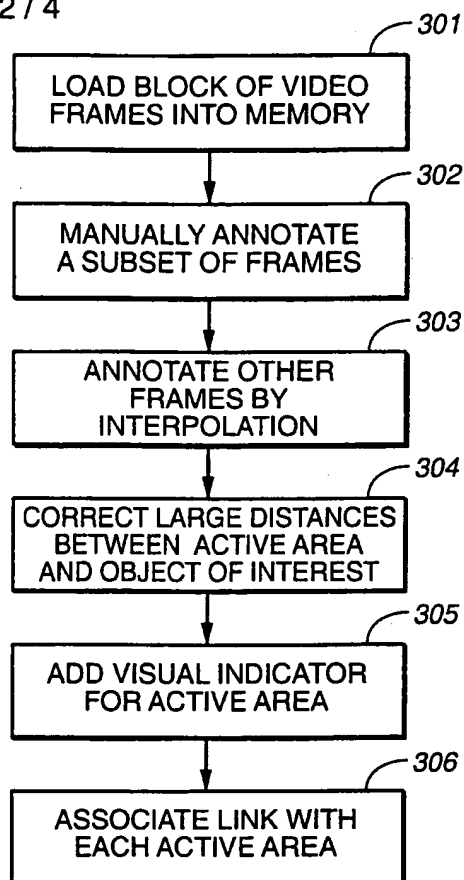 2/4
301
LOAD BLOCK OF VIDEO
FRAMES INTO MEMORY
302
MANUALLY ANNOTATE
A SUBSET OF FRAMES
303
ANNOTATE OTHER
FRAMES BY
INTERPOLATION
304
CORRECT LARGE DISTANCES
BETWEEN ACTIVE AREA
AND OBJECT OF INTEREST
305
ADD VISUAL INDICATOR
FOR ACTIVE AREA
306
ASSOCIATE LINK WITH
EACH ACTIVE AREA